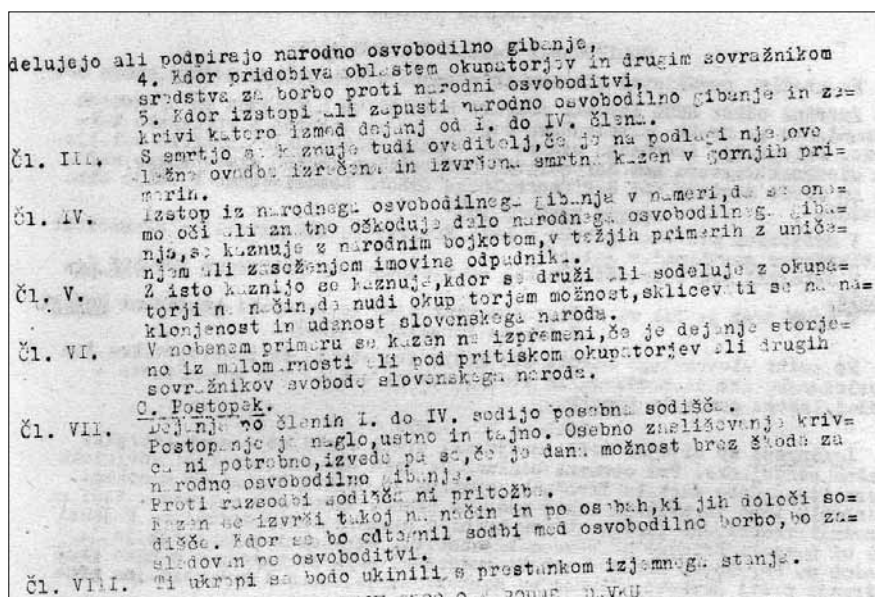 delujejo ali podpirajo narodno osvobodilno gibanje,
4. Kdor pridobiva oblastem okupatorjev in drugim sovražnikom
sredstva za borbo proti narodni osvoboditvi,
5. Kdor izstopi ali zapusti narodno osvobodilno gibanje in za=
krivi katero izmed dejanj od I. do IV. člena.
Čl. III. S smrtjo se kaznuje tudi ovaditelj, če je na podlagi njegove
lažne ovadbe izrečena in izvršena smrtna kazen v gornjih pri=
merih.
Čl. IV. Izstop iz narodnega osvobodilnega gibanja v nameri, da se ono=
mo oči ali znatno oškoduje delo narodnega osvobodilnega giba=
nja, se kaznuje z narodnim bojkotom, v težjih primerih z uniče=
njem ali zaseženjem imovine odpadnika.
Čl. V. Z isto kaznijo se kaznuje, kdor se druži ali sodeluje z okupa=
torji na način, da nudi okupatorjem možnost, sklicevati se na na=
klonjenost in udanost slovenskega naroda.
Čl. VI. V nobenem primeru se kazen ne izpremeni, če je dejanje storje=
no iz malomarnosti ali pod pritiskom okupatorjev ali drugih
sovražnikov svobode slovenskega naroda.
C. Postopek.
Čl. VII. Dejanja po členih I. do IV. sodijo posebna sodišča.
Postopanje je naglo, ustno in tajno. Osebno zasliševanje kriv=
ca ni potrebno, izvede pa se, če je dana možnost brez škode za
narodno osvobodilno gibanje.
Proti razsodbi sodišča ni pritožbe.
Kazen se izvrši takoj na način in po osebah, ki jih določi so=
dišče. Kdor se bo odtegnil sodbi med osvobodilno borbo, bo za=
sledovan po osvoboditvi.
Čl. VIII. Ti ukrepi se bodo ukinili s prestankom izjemnega stanja.